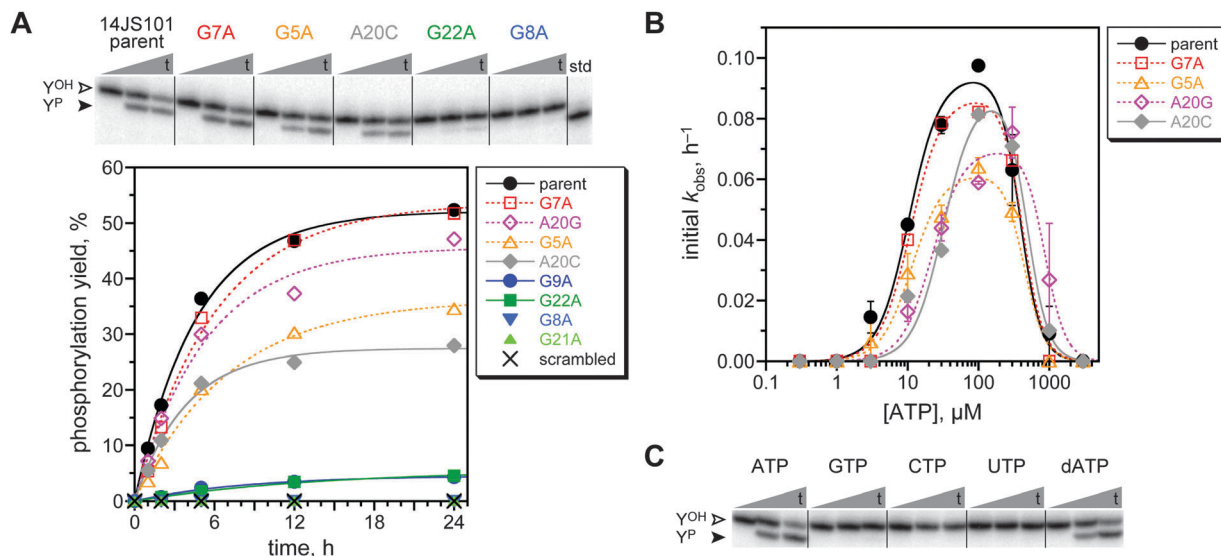 A
14JS101
parent
G7A
G5A
A20C
G22A
G8A
t
t
t
t
t
t
std
Y^OH
Y^P
phosphorylation yield, %
60
50
40
30
20
10
0
0
6
12
18
24
time, h
parent
G7A
A20G
G5A
A20C
G9A
G22A
G8A
G21A
scrambled
B
initial k_obs, h^–1
0.10
0.08
0.06
0.04
0.02
0.00
0.1
1
10
100
1000
[ATP], µM
parent
G7A
G5A
A20G
A20C
C
ATP
GTP
CTP
UTP
dATP
t
t
t
t
t
Y^OH
Y^P